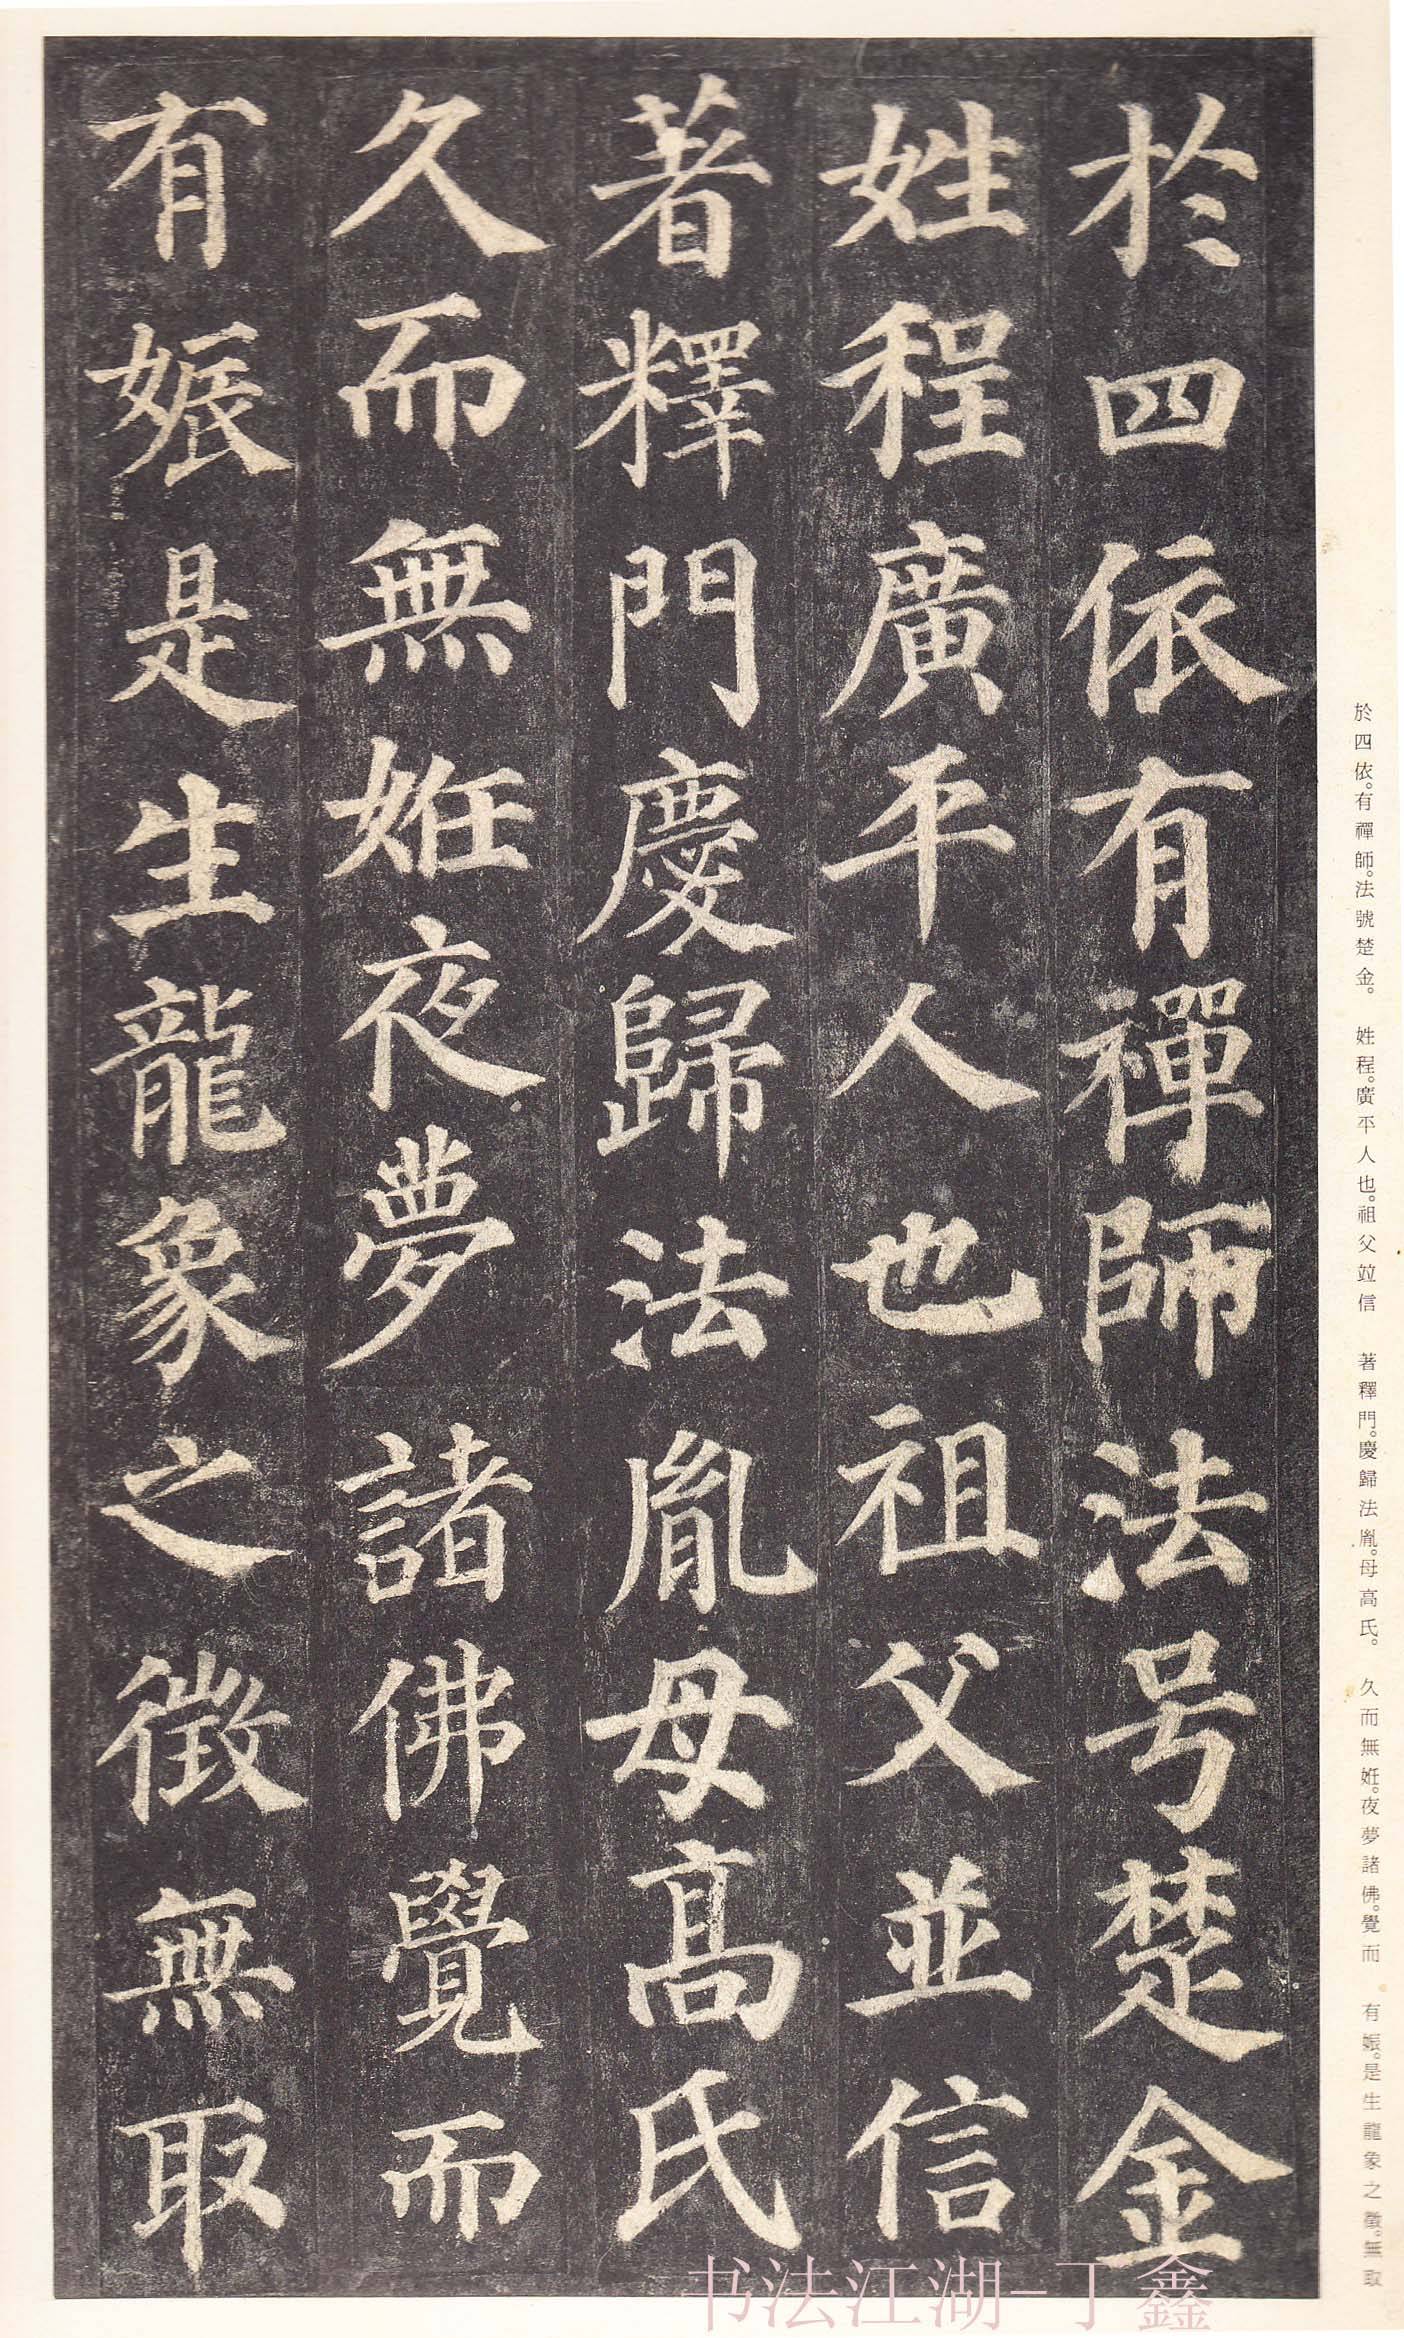 於四依有禪師法号楚金
姓程廣平人也祖父並信
著釋門慶歸法胤母高氏
久而無姙夜夢諸佛覺而
有娠是生龍象之徵無取
於四依。有禪師。法號楚金。 姓程。廣平人也。祖父竝信 著釋門。慶歸法胤。母高氏。 久而無姙。夜夢諸佛。覺而 有娠。是生龍象之徵。無取
书法江湖-丁鑫